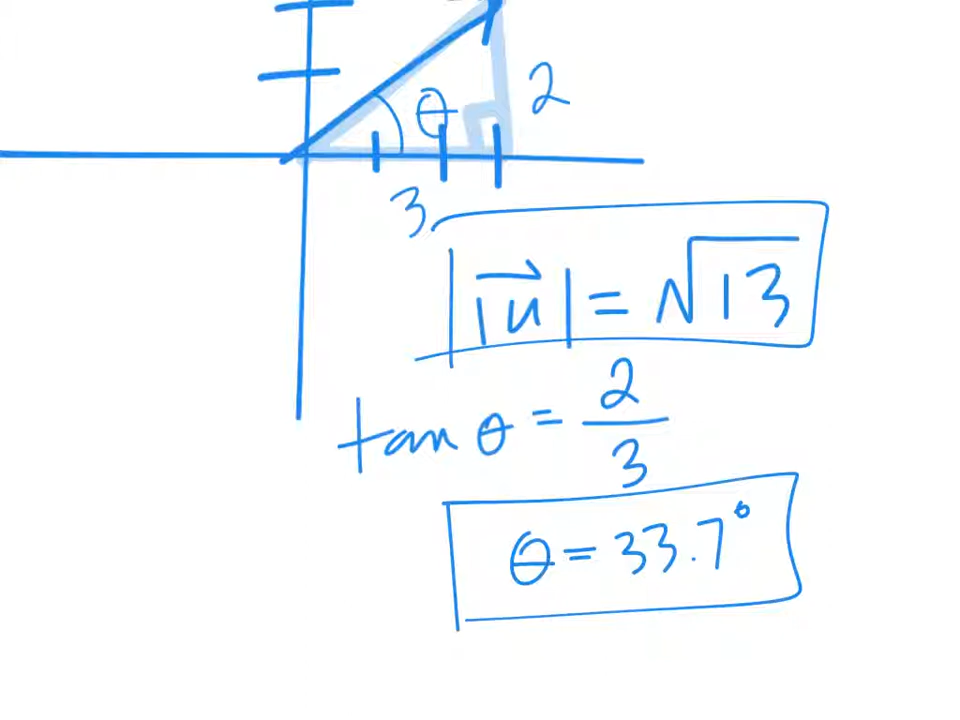 2
θ
3
|u⃗| = √13
tan θ = 2/3
θ = 33.7°